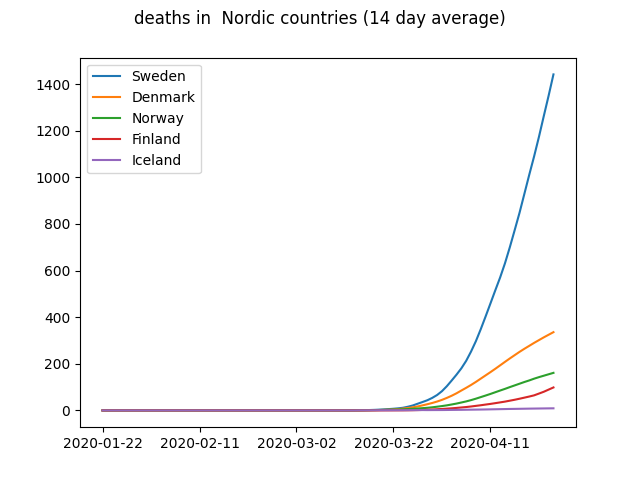 deaths in  Nordic countries (14 day average)
Sweden
Denmark
Norway
Finland
Iceland
1400
1200
1000
800
600
400
200
0
2020-01-22 2020-02-11 2020-03-02 2020-03-22 2020-04-11